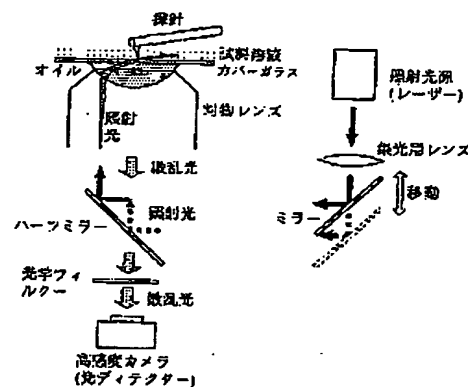 探針
試料溶液
カバーガラス
オイル
対物レンズ
照射
光
散乱光
照射光
ハーフミラー
光学フィ
ルター
散乱光
高感度カメラ
(光ディテクター)
照射光源
(レーザー)
集光用レンズ
移動
ミラー